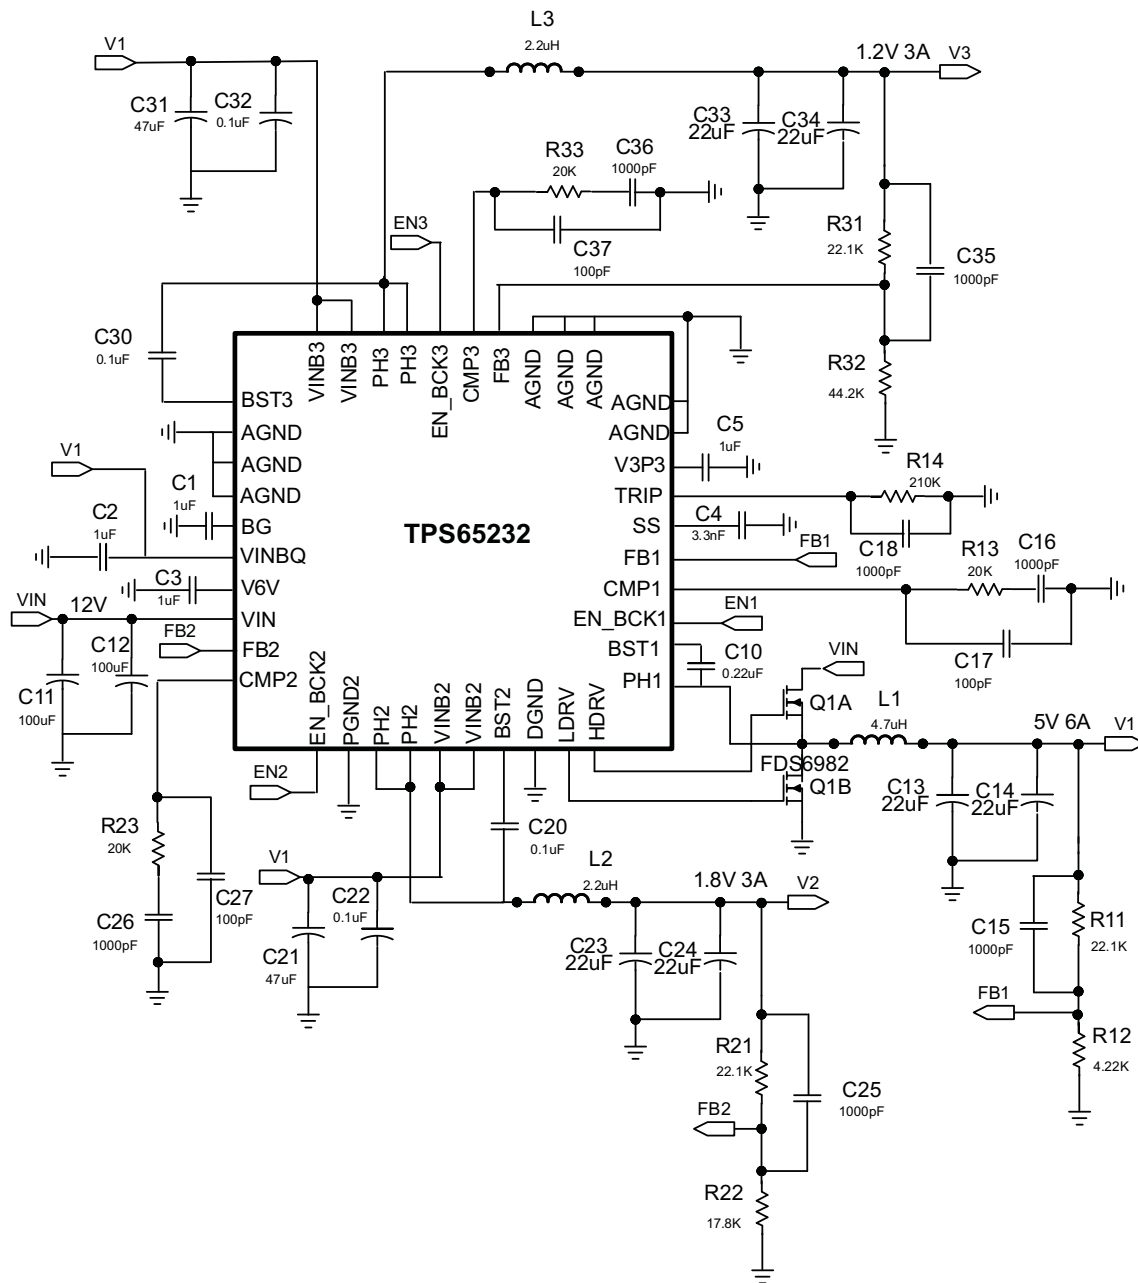 L3
2.2uH
V1
1.2V 3A
V3
C31
47uF
C32
0.1uF
C33
22uF
C34
22uF
R33
20K
C36
1000pF
C37
100pF
EN3
R31
22.1K
C35
1000pF
C30
0.1uF
R32
44.2K
VINB3
VINB3
PH3
PH3
EN_BCK3
CMP3
FB3
AGND
AGND
AGND
BST3
AGND
AGND
AGND
BG
VINBQ
V6V
VIN
FB2
CMP2
AGND
AGND
V3P3
TRIP
SS
FB1
CMP1
EN_BCK1
BST1
PH1
TPS65232
EN_BCK2
PGND2
PH2
PH2
VINB2
VINB2
BST2
DGND
LDRV
HDRV
V1
C1
1uF
C2
1uF
C3
1uF
VIN
12V
FB2
C12
100uF
C11
100uF
C5
1uF
R14
210K
C4
3.3nF
C18
1000pF
FB1
R13
20K
C16
1000pF
EN1
C17
100pF
C10
0.22uF
VIN
Q1A
L1
4.7uH
5V 6A
V1
FDS6982
Q1B
C13
22uF
C14
22uF
EN2
R23
20K
C27
100pF
C26
1000pF
V1
C22
0.1uF
C21
47uF
C20
0.1uF
L2
2.2uH
1.8V 3A
V2
C23
22uF
C24
22uF
C15
1000pF
R11
22.1K
FB1
R12
4.22K
R21
22.1K
C25
1000pF
FB2
R22
17.8K